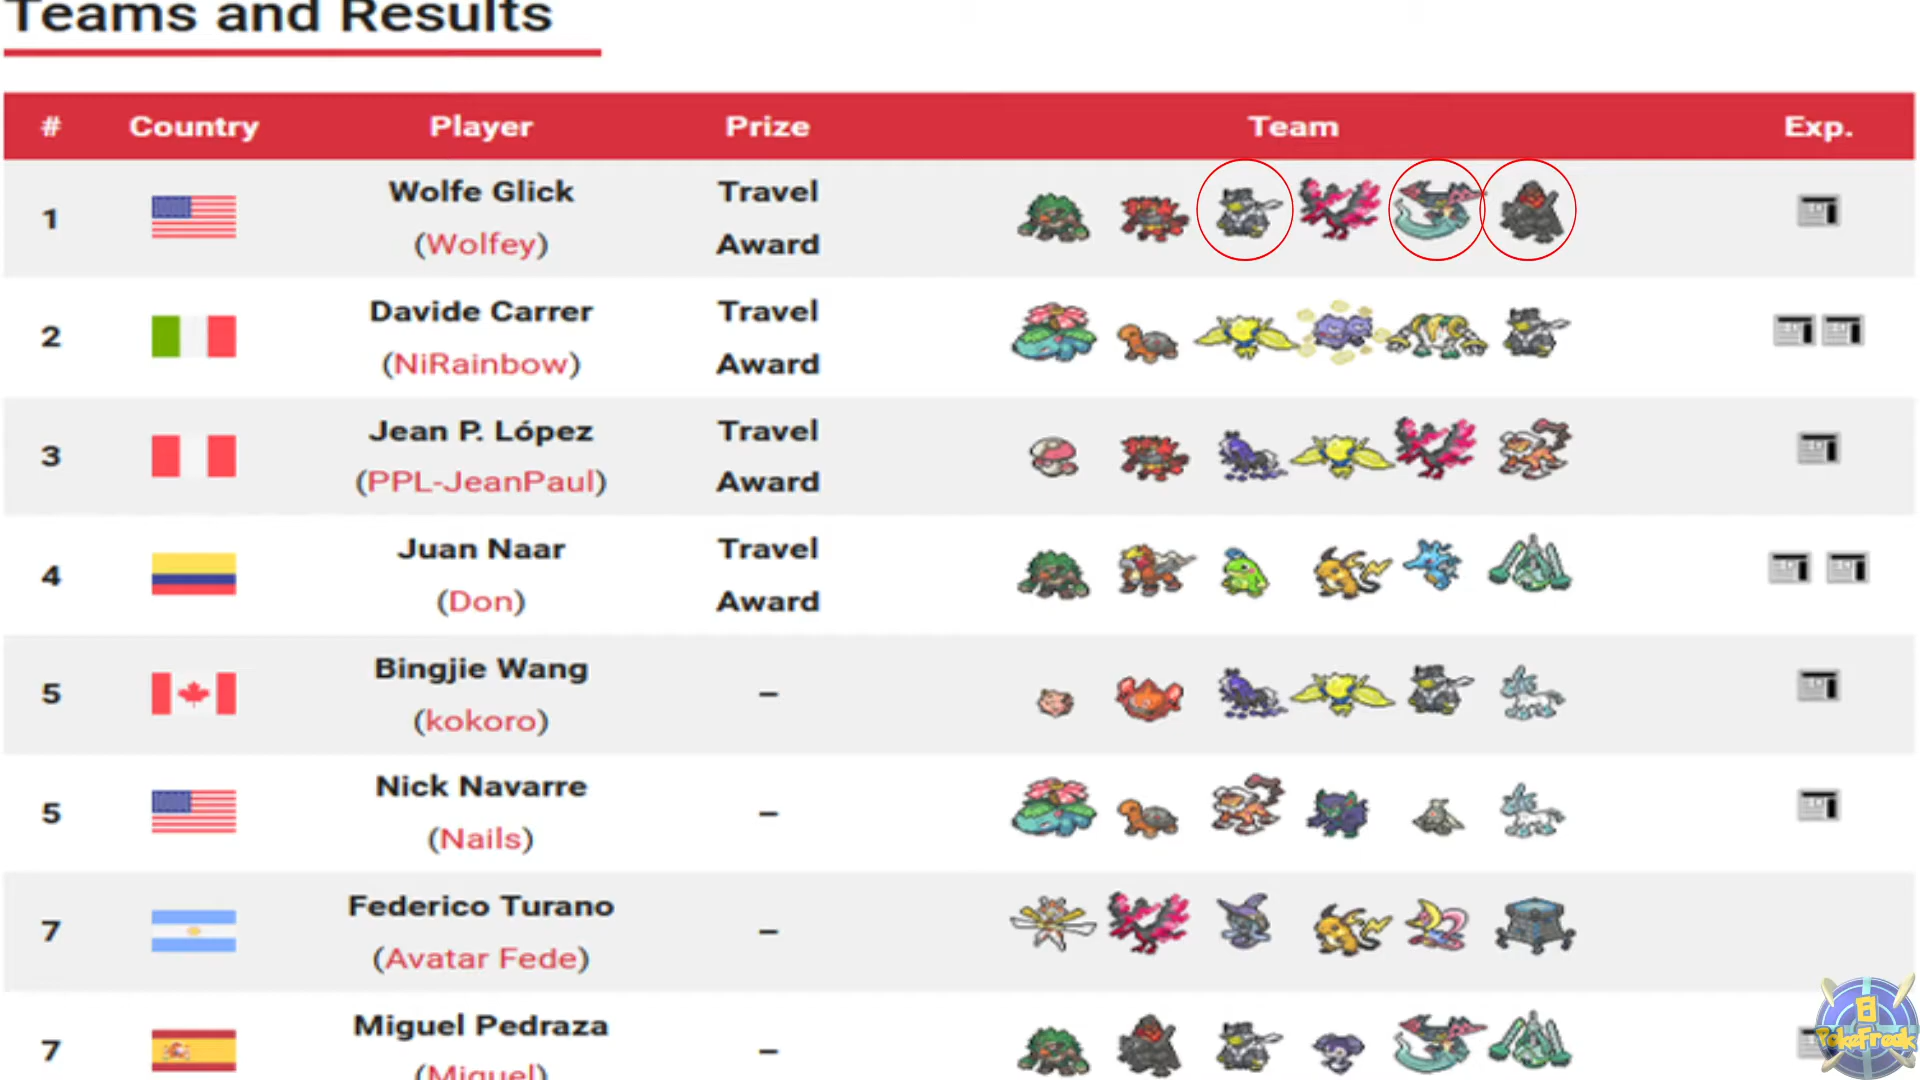 Teams and Results
# Country Player Prize Team Exp.
1 Wolfe Glick (Wolfey) Travel Award
2 Davide Carrer (NiRainbow) Travel Award
3 Jean P. López (PPL-JeanPaul) Travel Award
4 Juan Naar (Don) Travel Award
5 Bingjie Wang (kokoro) –
5 Nick Navarre (Nails) –
7 Federico Turano (Avatar Fede) –
7 Miguel Pedraza (Miguel) –
PokeFreak